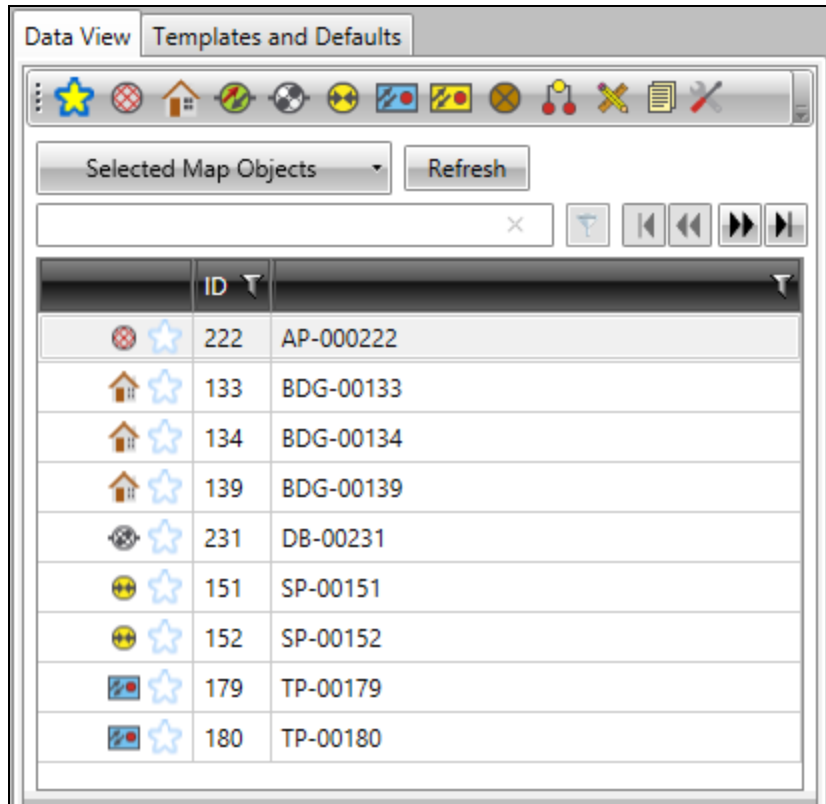 Data View Templates and Defaults
Selected Map Objects Refresh
ID
222 AP-000222
133 BDG-00133
134 BDG-00134
139 BDG-00139
231 DB-00231
151 SP-00151
152 SP-00152
179 TP-00179
180 TP-00180